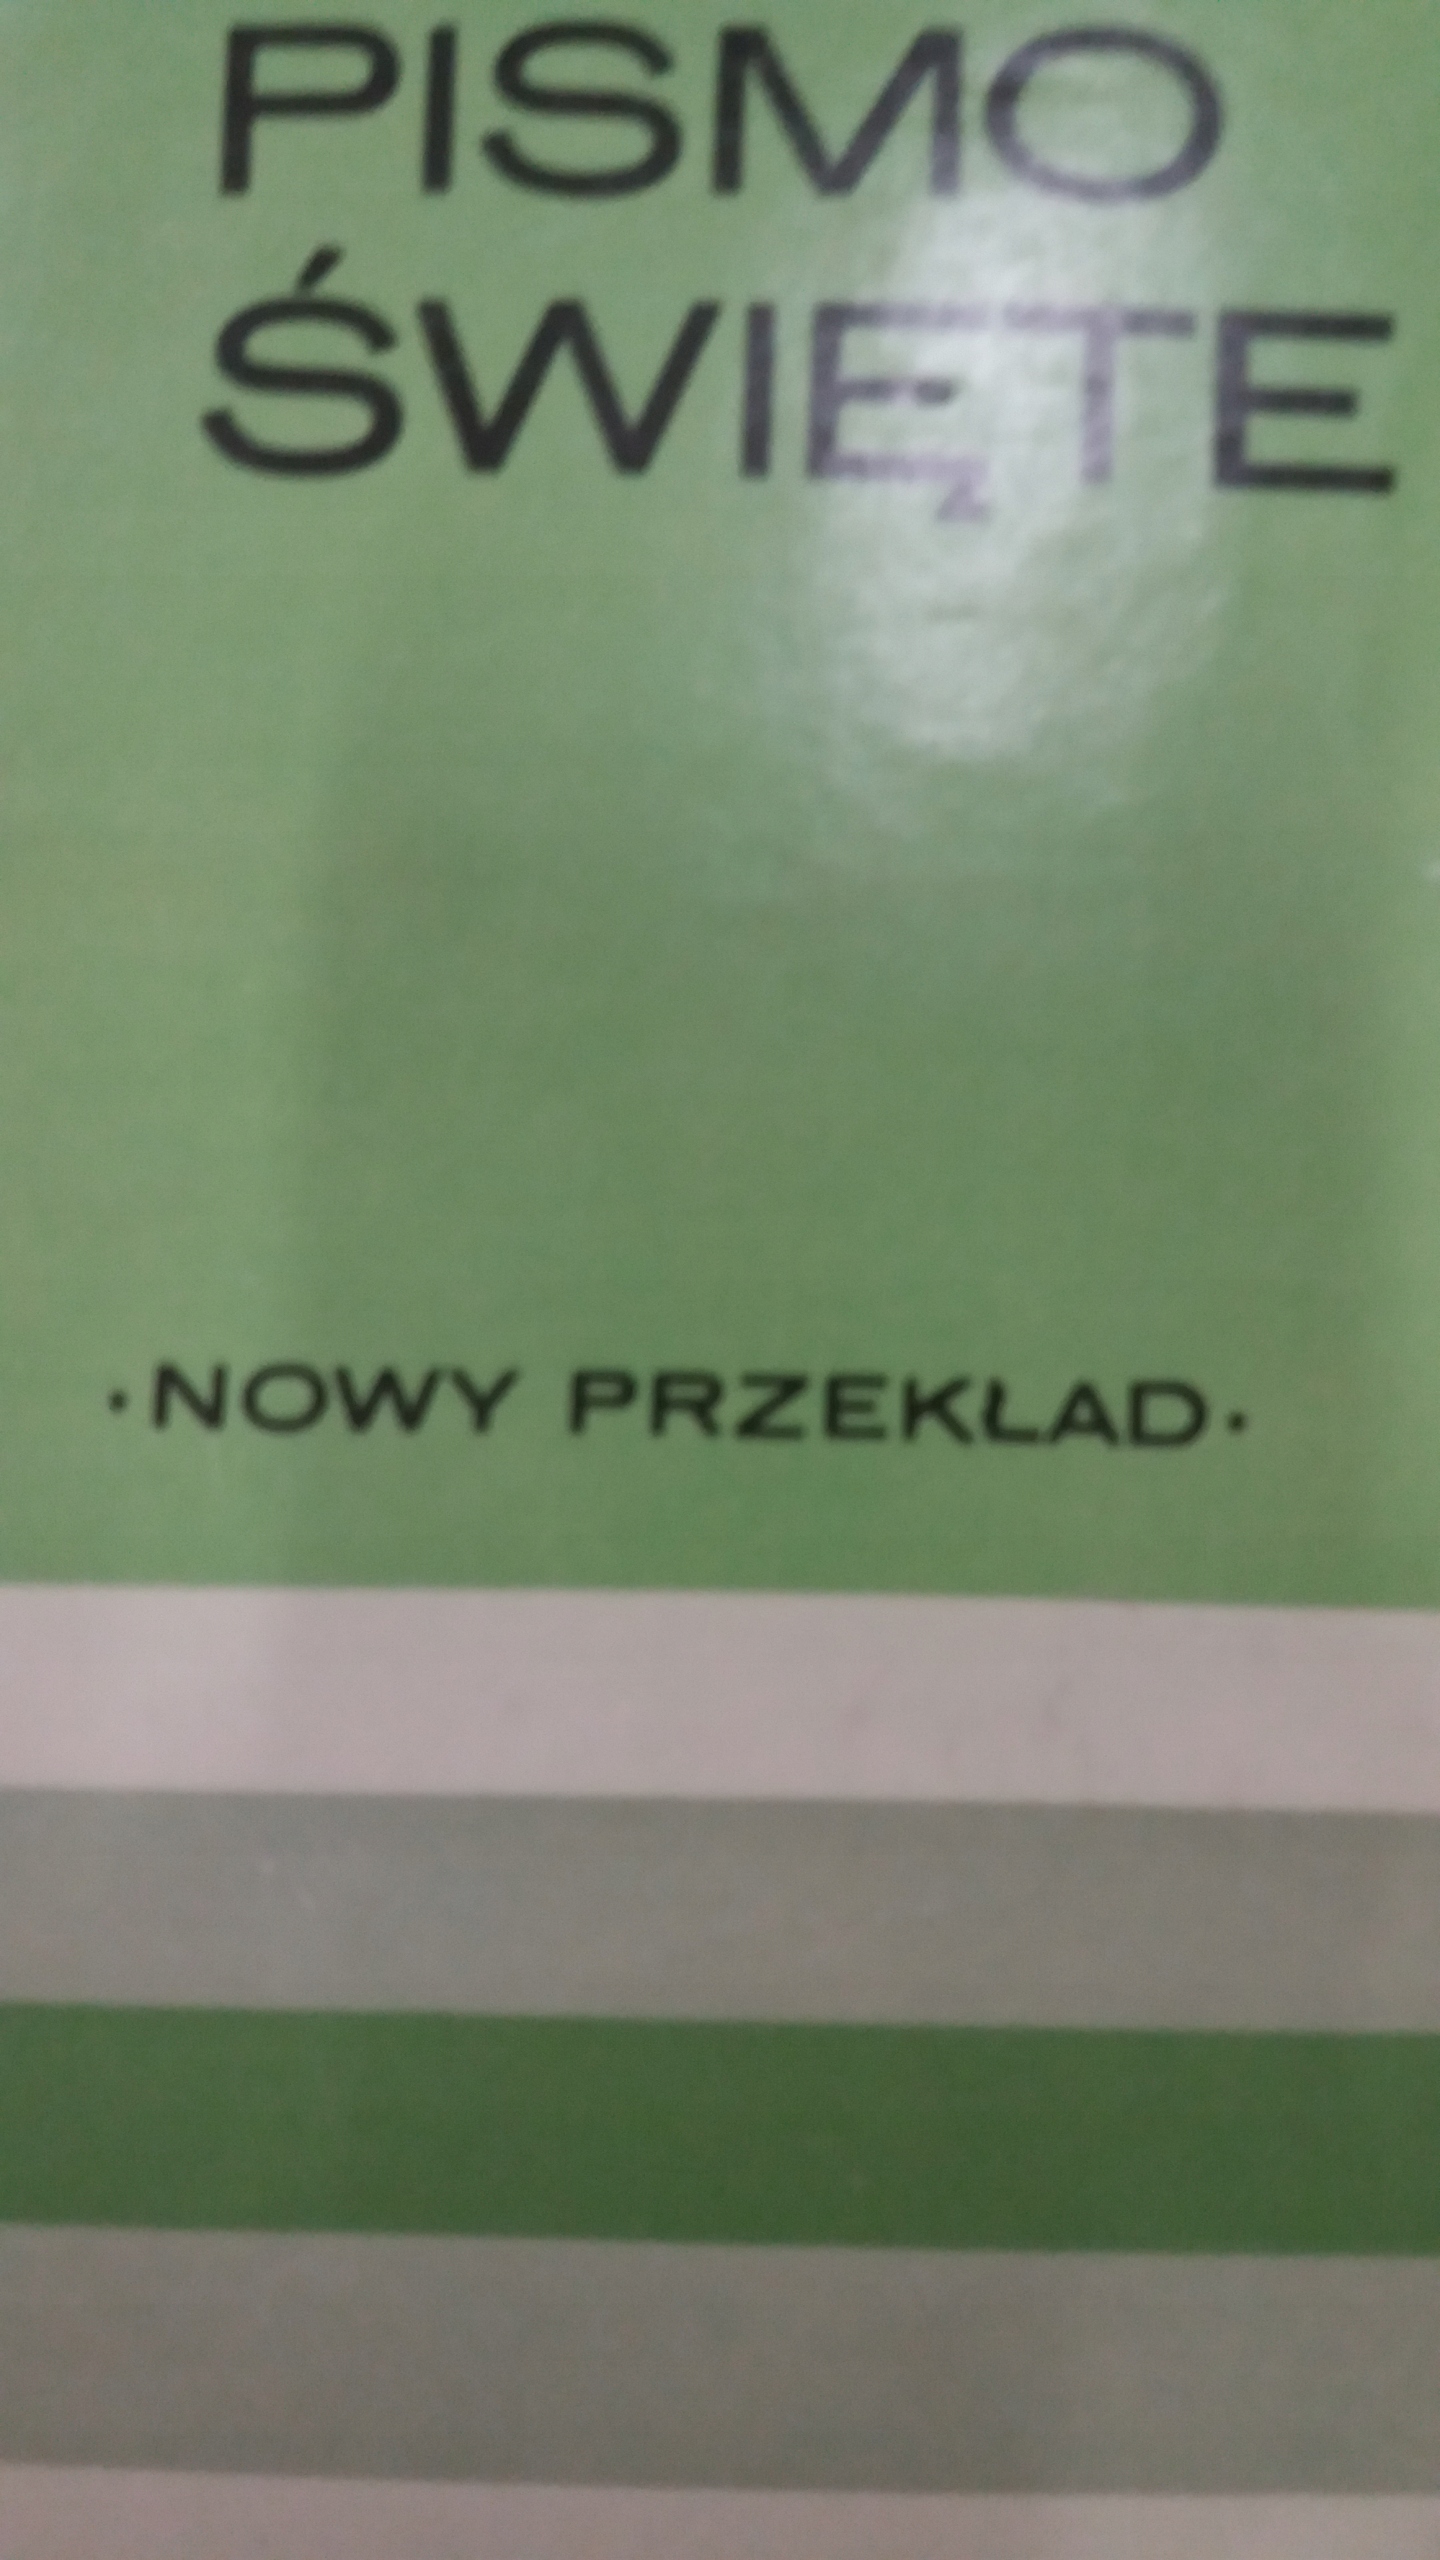 PISMO
ŚWIĘTE
·NOWY PRZEKŁAD·